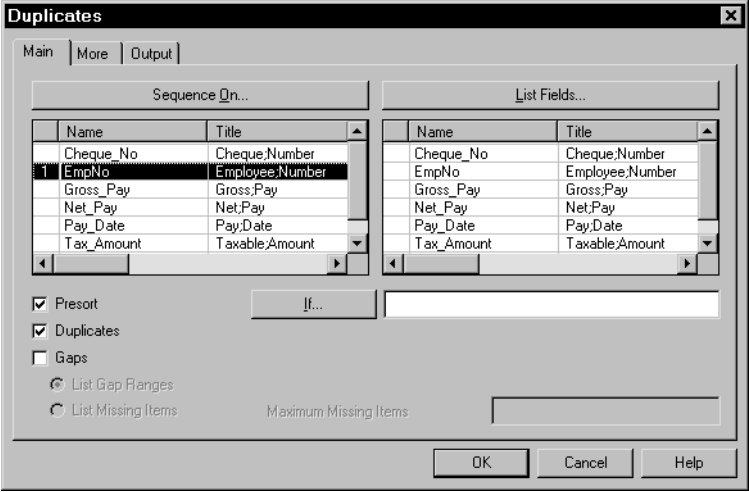 Duplicates
Main More Output
Sequence On... List Fields...
Name Title Name Title
Cheque_No Cheque;Number Cheque_No Cheque;Number
1 EmpNo Employee;Number EmpNo Employee;Number
Gross_Pay Gross;Pay Gross_Pay Gross;Pay
Net_Pay Net;Pay Net_Pay Net;Pay
Pay_Date Pay;Date Pay_Date Pay;Date
Tax_Amount Taxable;Amount Tax_Amount Taxable;Amount
Presort If...
Duplicates
Gaps
List Gap Ranges
List Missing Items Maximum Missing Items
OK Cancel Help